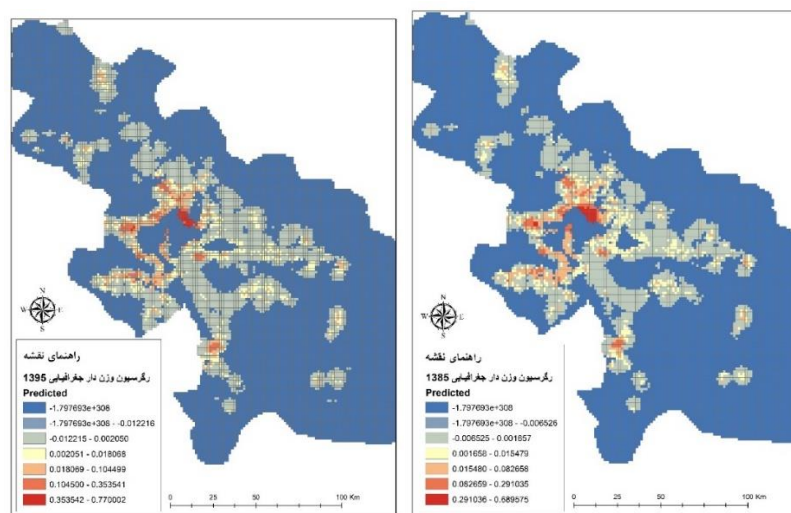 N
W E
S
راهنمای نقشه
رگرسیون وزن دار جغرافیایی 1395
Predicted
-1.797693e+308
-1.797693e+308 - -0.012216
-0.012215 - 0.002050
0.002051 - 0.018068
0.018069 - 0.104499
0.104500 - 0.353541
0.353542 - 0.770002
0 25 50 100 Km
N
W E
S
راهنمای نقشه
رگرسیون وزن دار جغرافیایی 1385
Predicted
-1.797693e+308
-1.797693e+308 - -0.006526
-0.006525 - 0.001657
0.001658 - 0.015479
0.015480 - 0.082658
0.082659 - 0.291035
0.291036 - 0.689575
0 25 50 100 Km